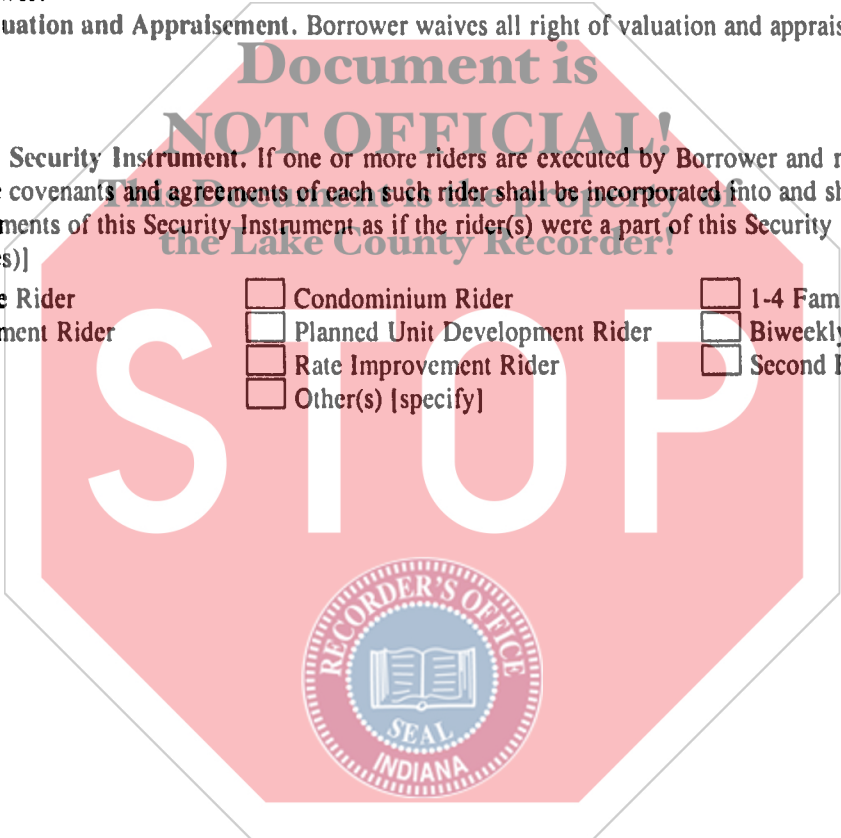 uation and Appraisement. Borrower waives all right of valuation and apprais
Document is
NOT OFFICIAL!
Security Instrument. If one or more riders are executed by Borrower and r
covenants and agreements of each such rider shall be incorporated into and sh
This Document is the property of
ments of this Security Instrument as if the rider(s) were a part of this Security
the Lake County Recorder!
s)]
e Rider Condominium Rider 1-4 Fam
ment Rider Planned Unit Development Rider Biweekly
Rate Improvement Rider Second
Other(s) [specify]
STOP
RECORDER'S OFFICE
SEAL
INDIANA